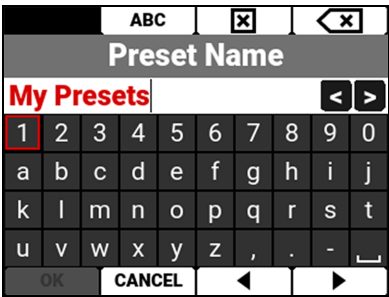 ABC
Preset Name
My Presets < >
1 2 3 4 5 6 7 8 9 0
a b c d e f g h i j
k l m n o p q r s t
u v w x y z , . -
OK CANCEL